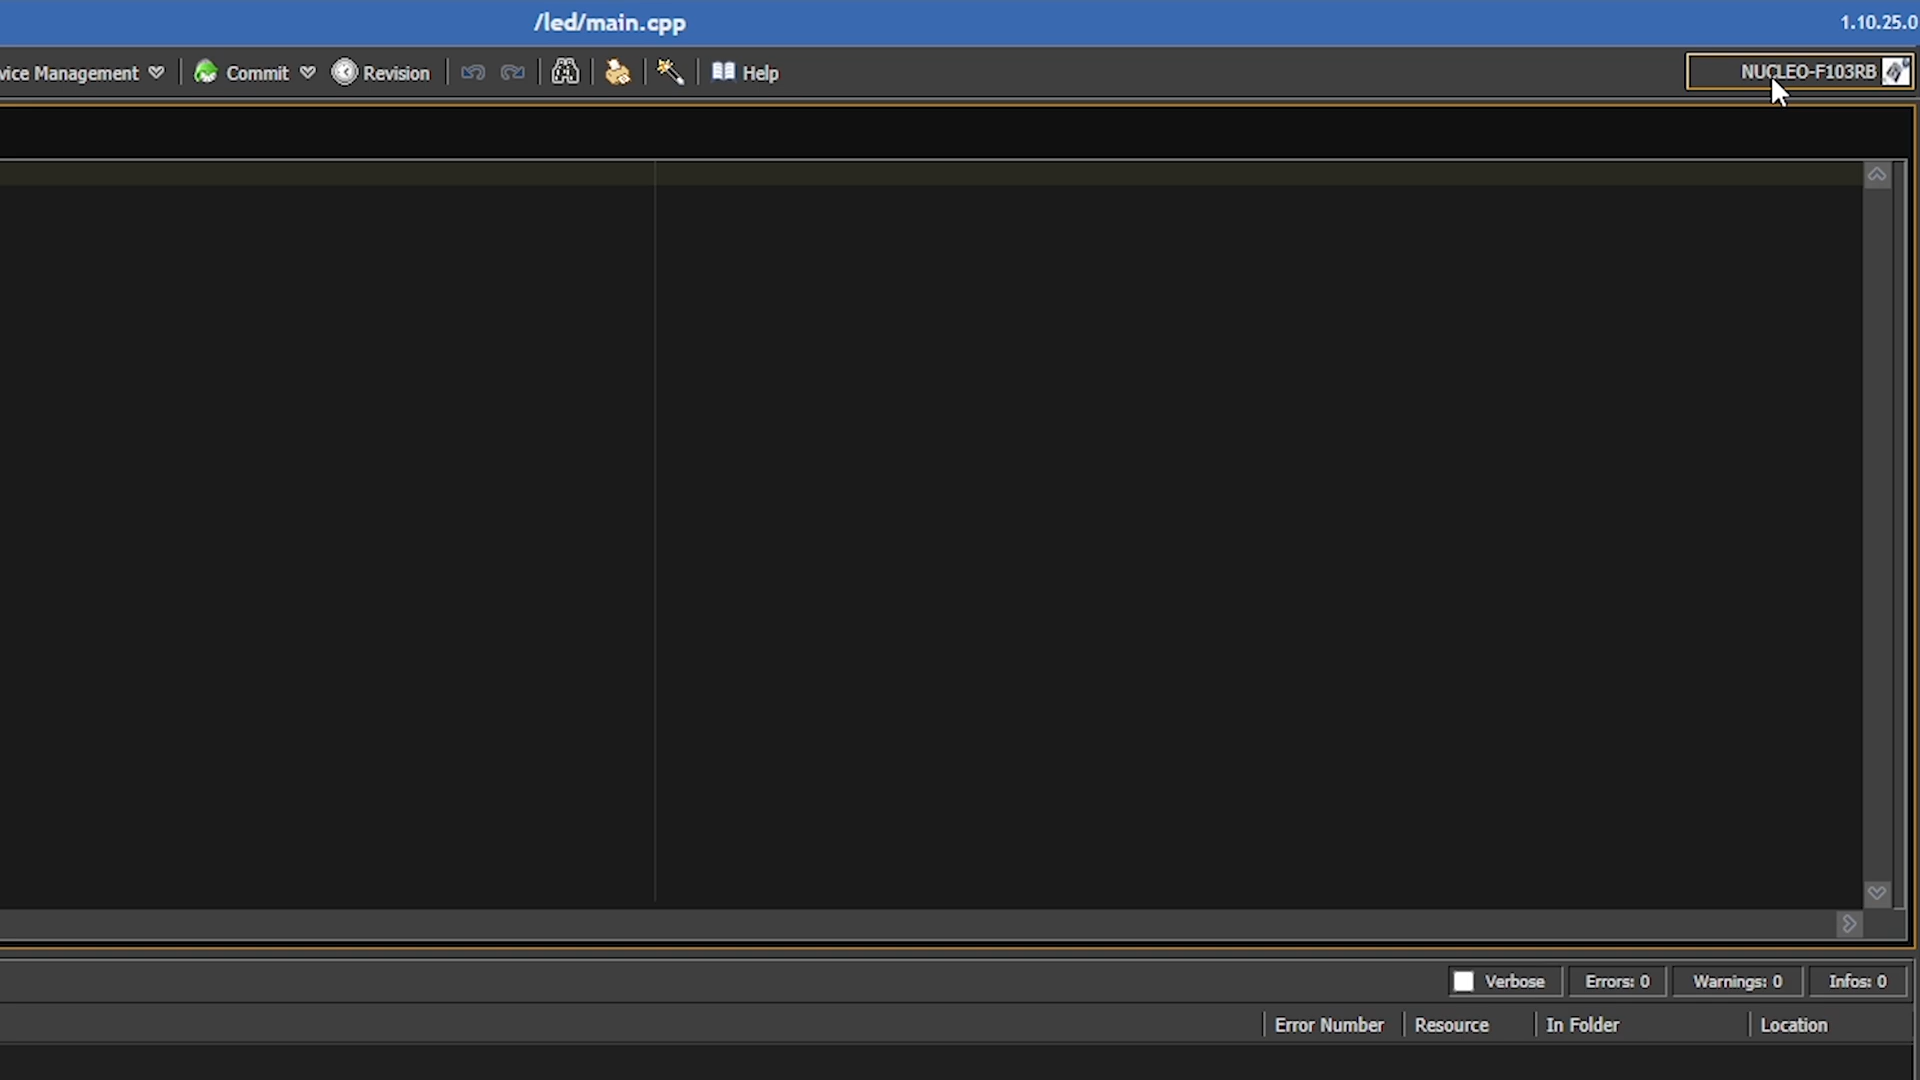 /led/main.cpp
1.10.25.0
vice Management
Commit
Revision
Help
NUCLEO-F103RB
Verbose
Errors: 0
Warnings: 0
Infos: 0
Error Number
Resource
In Folder
Location